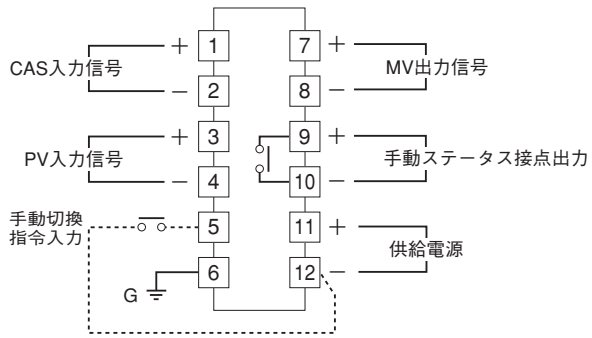 CAS入力信号
+ 1
− 2
PV入力信号
+ 3
− 4
手動切換
指令入力
5
6
G
7 +
8 −
MV出力信号
9 +
10 −
手動ステータス接点出力
11 +
12 −
供給電源